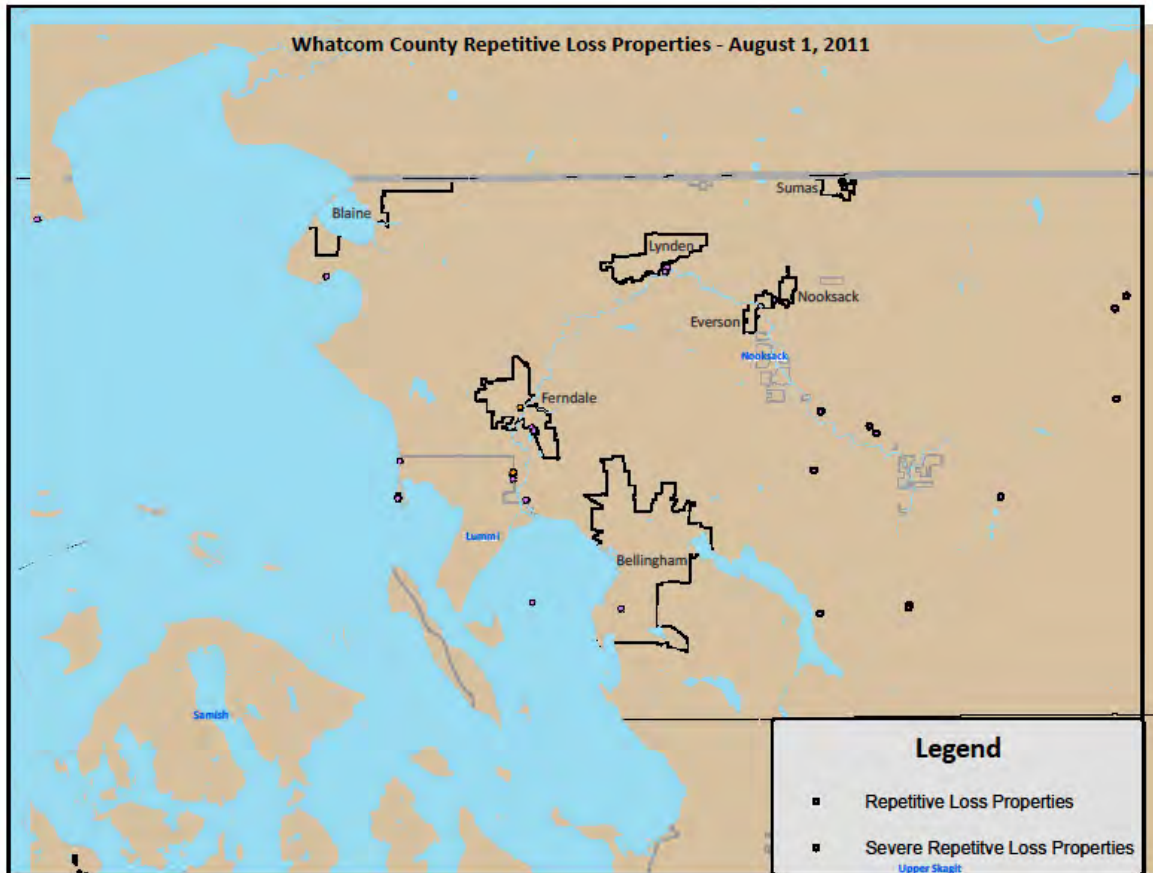 Whatcom County Repetitive Loss Properties - August 1, 2011
Sumas
Blaine
Lynden
Nooksack
Everson
Nooksack
Ferndale
Lummi
Bellingham
Samish
Legend
Repetitive Loss Properties
Severe Repetitve Loss Properties
Upper Skagit